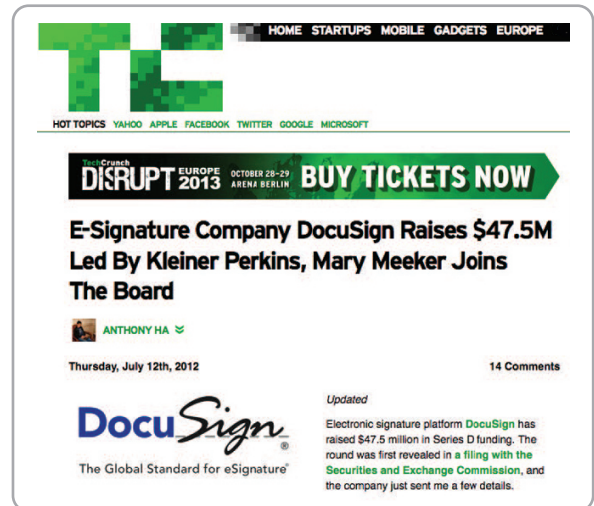 TC
HOME STARTUPS MOBILE GADGETS EUROPE
HOT TOPICS YAHOO APPLE FACEBOOK TWITTER GOOGLE MICROSOFT
TechCrunch
DISRUPT EUROPE 2013 OCTOBER 28-29 ARENA BERLIN BUY TICKETS NOW
E-Signature Company DocuSign Raises $47.5M
Led By Kleiner Perkins, Mary Meeker Joins
The Board
ANTHONY HA
Thursday, July 12th, 2012 14 Comments
DocuSign®
The Global Standard for eSignature®
Updated
Electronic signature platform DocuSign has
raised $47.5 million in Series D funding. The
round was first revealed in a filing with the
Securities and Exchange Commission, and
the company just sent me a few details.